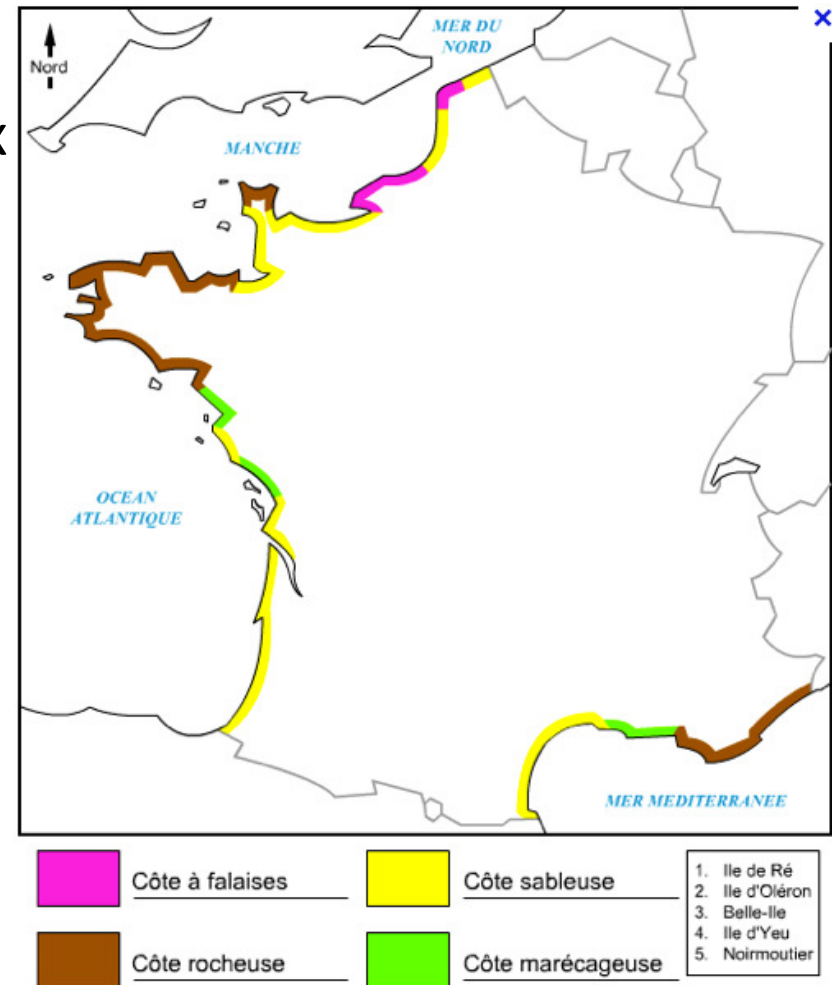 MER DU
NORD
×
Nord
X
MANCHE
OCEAN
ATLANTIQUE
MER MEDITERRANEE
Côte à falaises
Côte sableuse
Côte rocheuse
Côte marécageuse
1. Ile de Ré
2. Ile d'Oléron
3. Belle-Ile
4. Ile d'Yeu
5. Noirmoutier